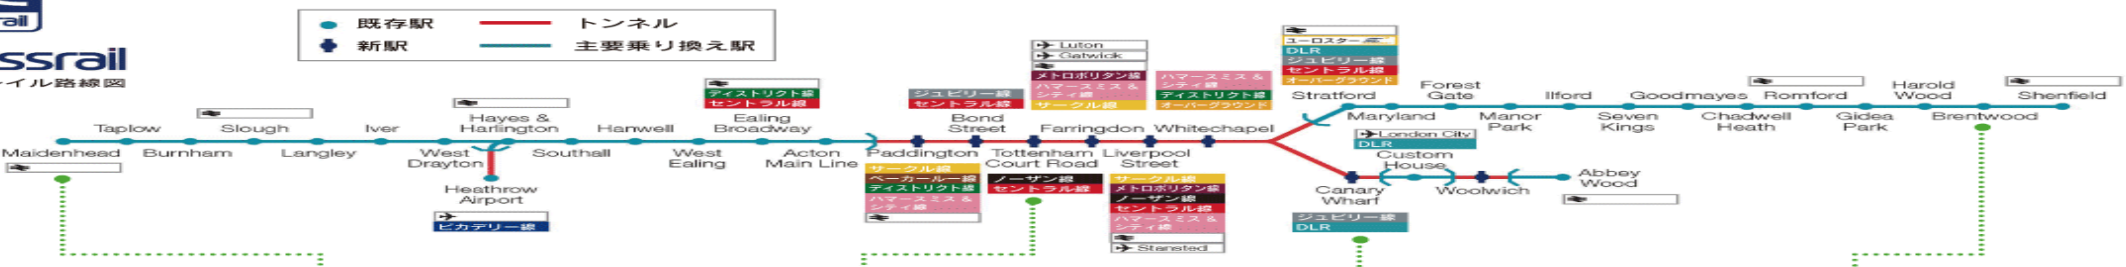 ail
ssrail
イル路線図
既存駅
トンネル
新駅
主要乗り換え駅
Maidenhead
Taplow
Burnham
Slough
Langley
Iver
West
Drayton
Hayes &
Harlington
Heathrow
Airport
ピカデリー線
Southall
Hanwell
West
Ealing
ディストリクト線
セントラル線
Ealing
Broadway
Acton
Main Line
Paddington
サークル線
ベーカールー線
ディストリクト線
ハマースミス &
シティ線
ジュビリー線
セントラル線
Bond
Street
Tottenham
Court Road
ノーザン線
セントラル線
Luton
Gatwick
メトロポリタン線
ハマースミス &
シティ線
サークル線
Farringdon
Liverpool
Street
サークル線
メトロポリタン線
ノーザン線
セントラル線
ハマースミス &
シティ線
Stansted
ハマースミス &
シティ線
ディストリクト線
オーバーグラウンド
Whitechapel
ユーロスター
DLR
ジュビリー線
セントラル線
オーバーグラウンド
Stratford
Maryland
Forest
Gate
Manor
Park
Ilford
Seven
Kings
Goodmayes
Chadwell
Heath
Romford
Gidea
Park
Harold
Wood
Brentwood
Shenfield
London City
DLR
Custom
House
Canary
Wharf
ジュビリー線
DLR
Woolwich
Abbey
Wood